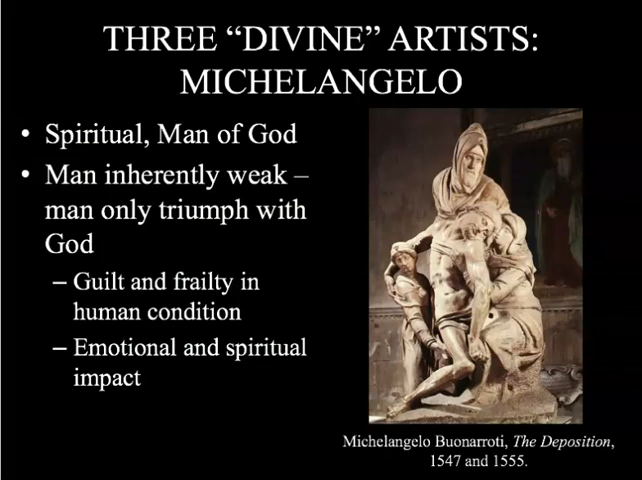 THREE “DIVINE” ARTISTS:
MICHELANGELO
• Spiritual, Man of God
• Man inherently weak –
man only triumph with
God
– Guilt and frailty in
human condition
– Emotional and spiritual
impact
Michelangelo Buonarroti, The Deposition,
1547 and 1555.